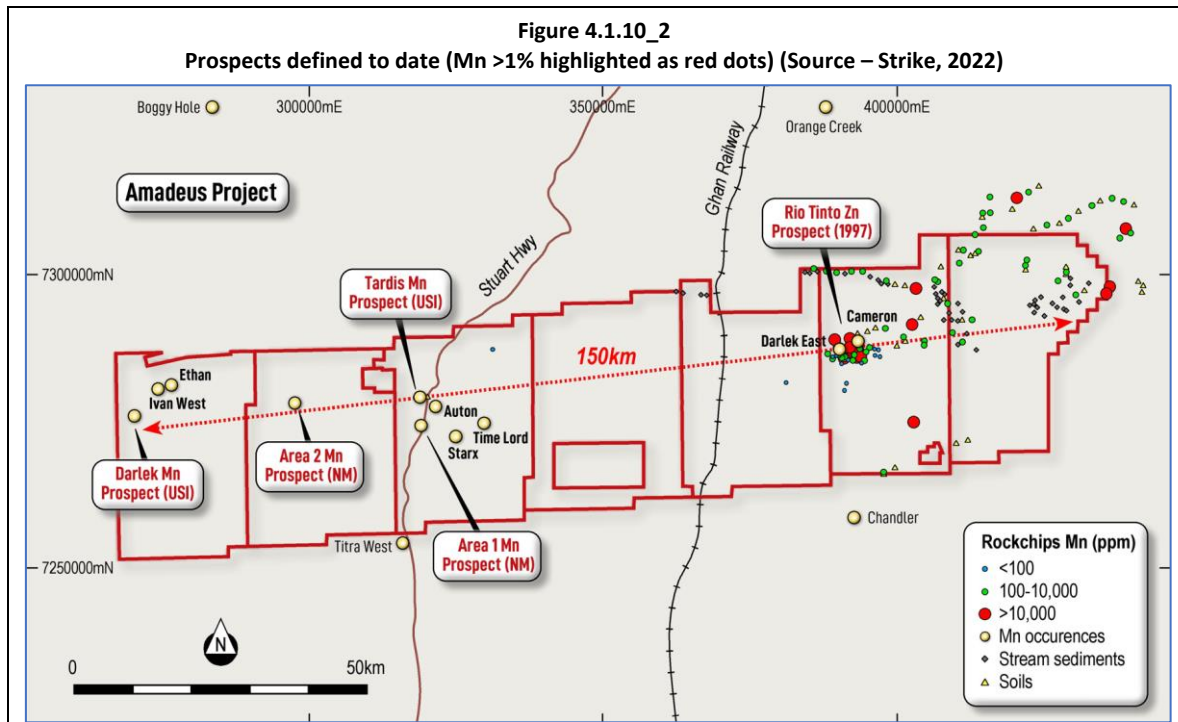 Figure 4.1.10_2
Prospects defined to date (Mn >1% highlighted as red dots) (Source – Strike, 2022)
Boggy Hole
300000mE
350000mE
400000mE
Orange Creek
Amadeus Project
Stuart Hwy
Ghan Railway
Rio Tinto Zn
Prospect (1997)
7300000mN
Tardis Mn
Prospect (USI)
Cameron
Darlek East
150km
Ethan
Ivan West
Auton
Time Lord
Starx
Darlek Mn
Prospect (USI)
Area 2 Mn
Prospect (NM)
Chandler
Titra West
Area 1 Mn
Prospect (NM)
7250000mN
Rockchips Mn (ppm)
<100
100-10,000
>10,000
Mn occurences
Stream sediments
Soils
N
0
50km